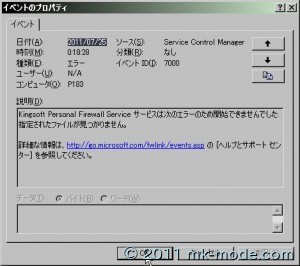 イベントのプロパティ
イベント
日付(A): 2011/07/25 ソース(S): Service Control Manager
時刻(M): 01:08:29 分類(R): なし
種類(E): エラー イベント ID(I): 7000
ユーザー(U): N/A
コンピュータ(O): P183
説明(D):
Kingsoft Personal Firewall Service サービスは次のエラーのため開始できませんでした
指定されたファイルが見つかりません。
詳細な情報は、http://go.microsoft.com/fwlink/events.asp の [ヘルプとサポート セン
ター] を参照してください。
データ(T): バイト(B) ワード(W)
OK
© 2011 mk-mode.com